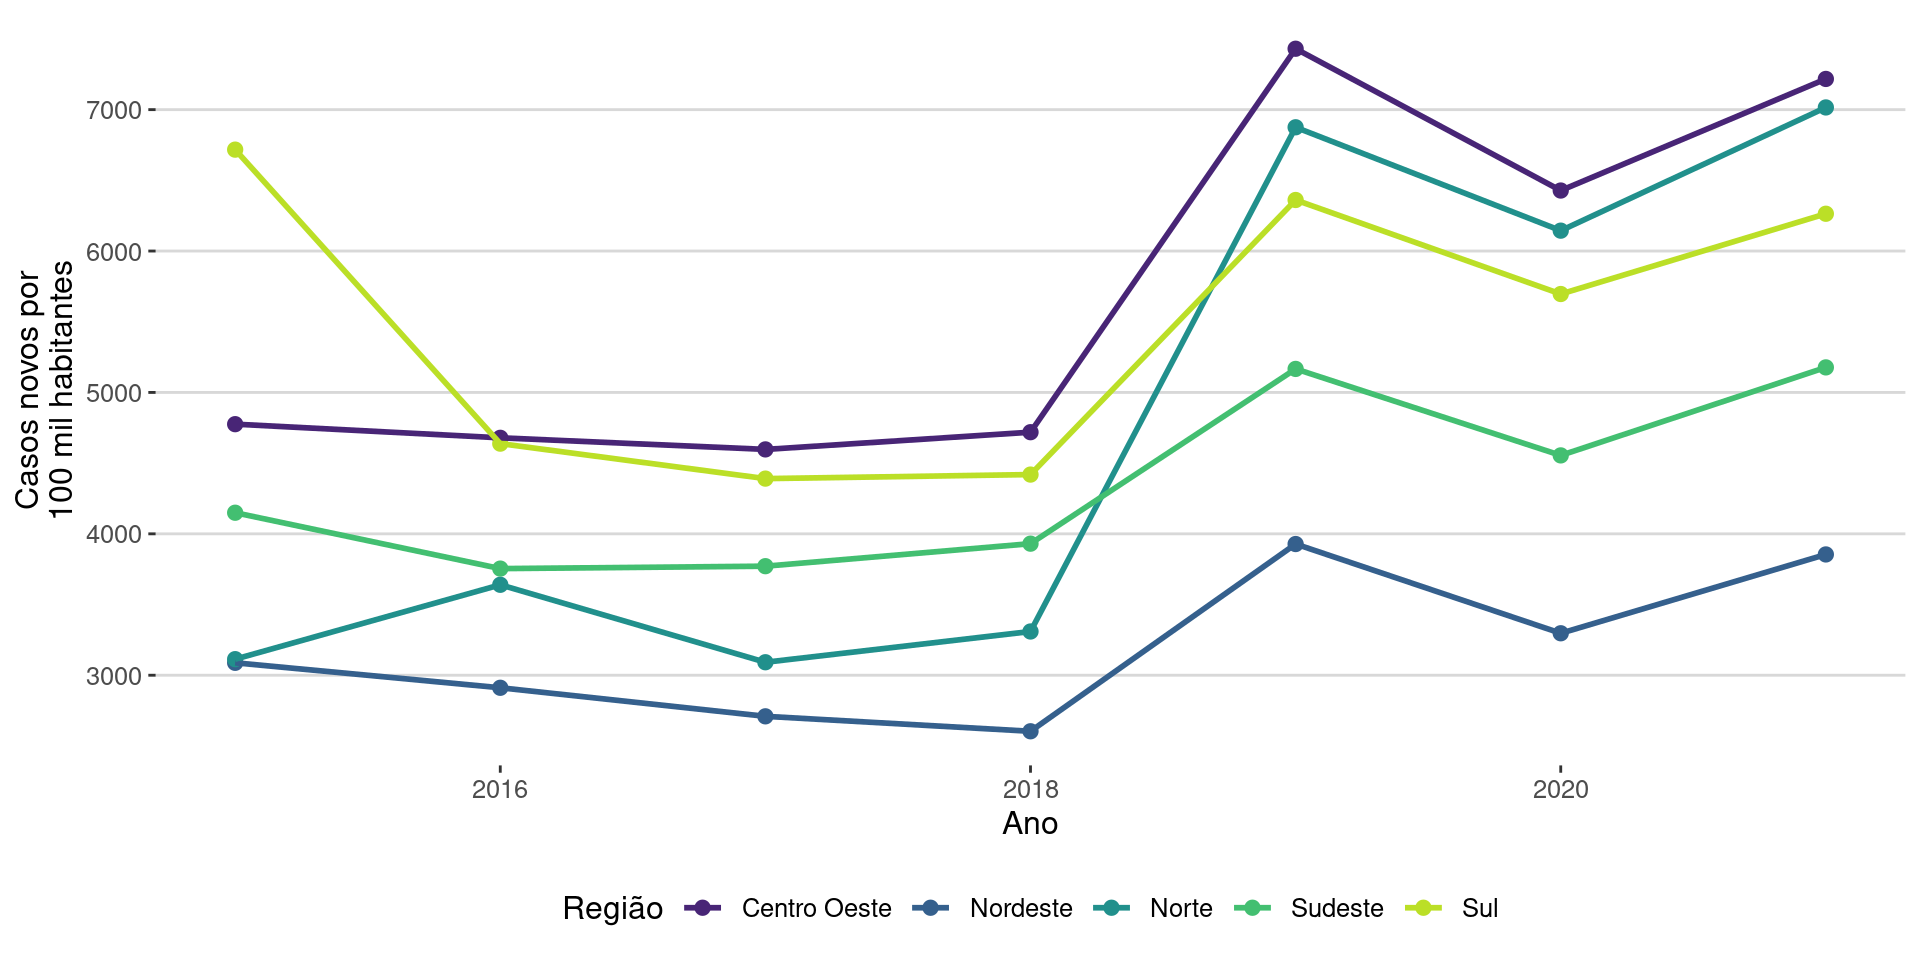 7000
6000
5000
4000
3000
Casos novos por
100 mil habitantes
2016
2018
2020
Ano
Região
Centro Oeste
Nordeste
Norte
Sudeste
Sul